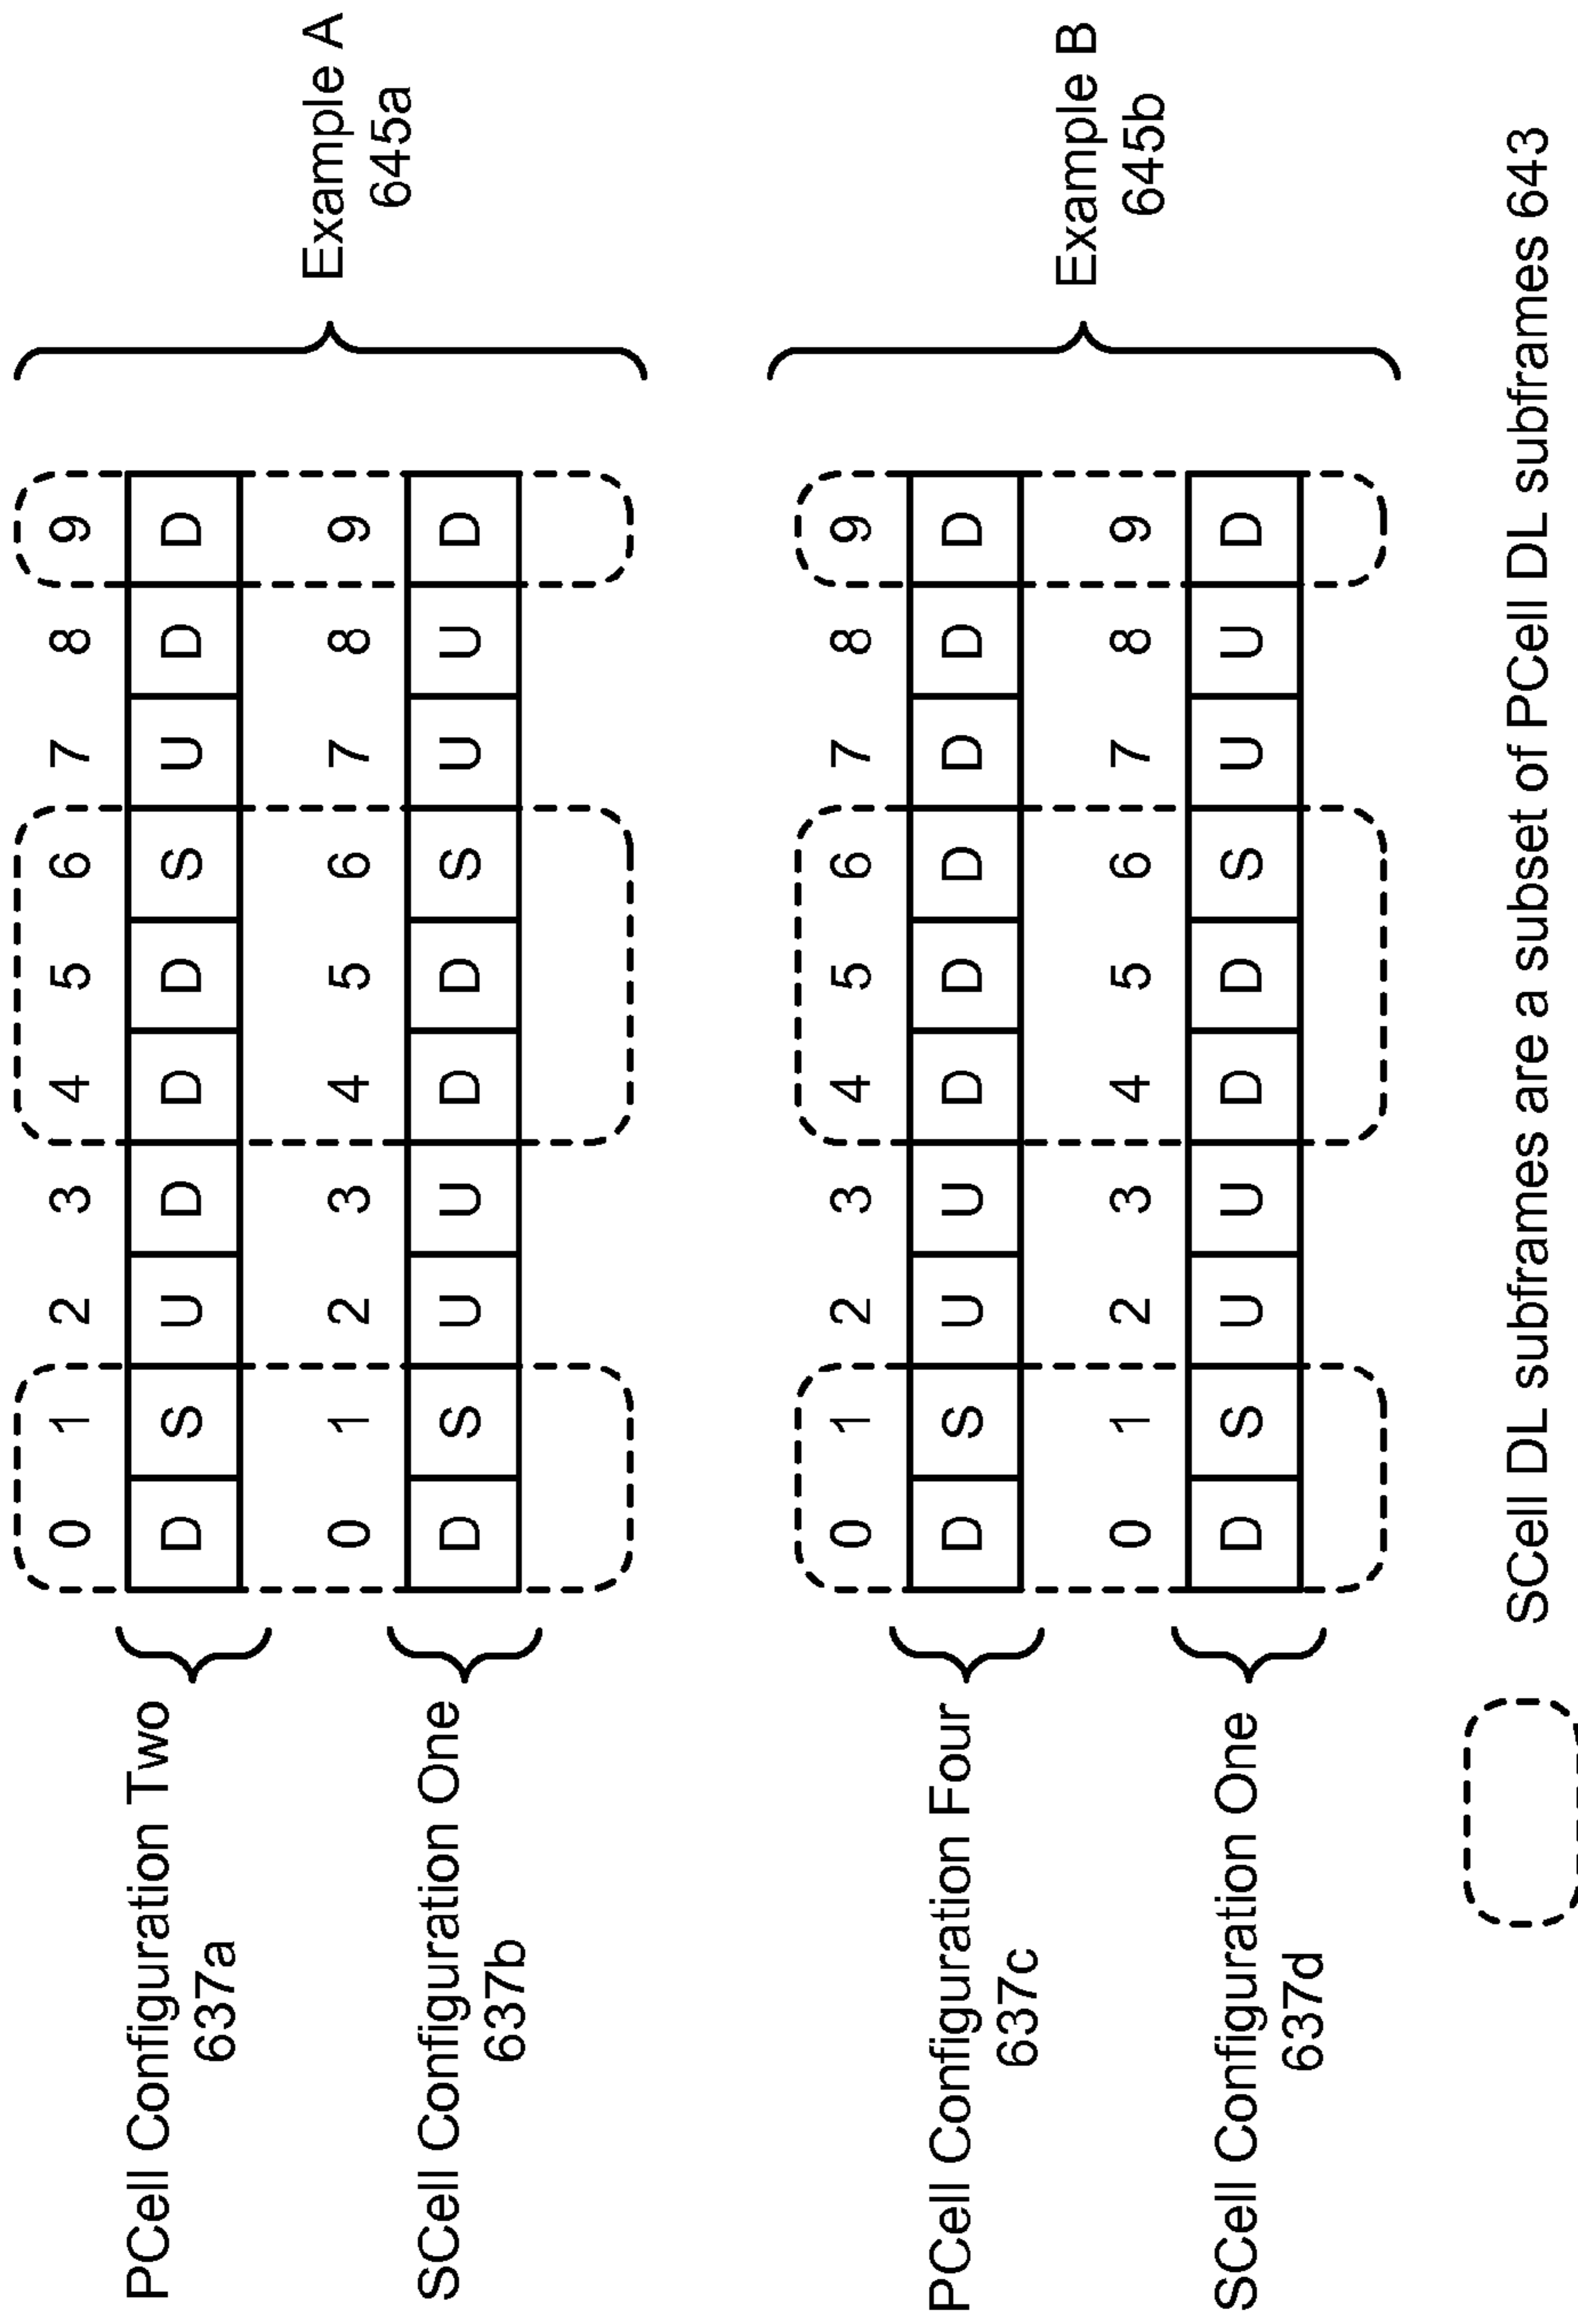 0 1 2 3 4 5 6 7 8 9
PCell Configuration Two
637a
D S U D D D S U D D
Example A
645a
0 1 2 3 4 5 6 7 8 9
SCell Configuration One
637b
D S U U D D S U U D
0 1 2 3 4 5 6 7 8 9
PCell Configuration Four
637c
D S U U D D D D D D
Example B
645b
0 1 2 3 4 5 6 7 8 9
SCell Configuration One
637d
D S U U D D S U U D
SCell DL subframes are a subset of PCell DL subframes 643